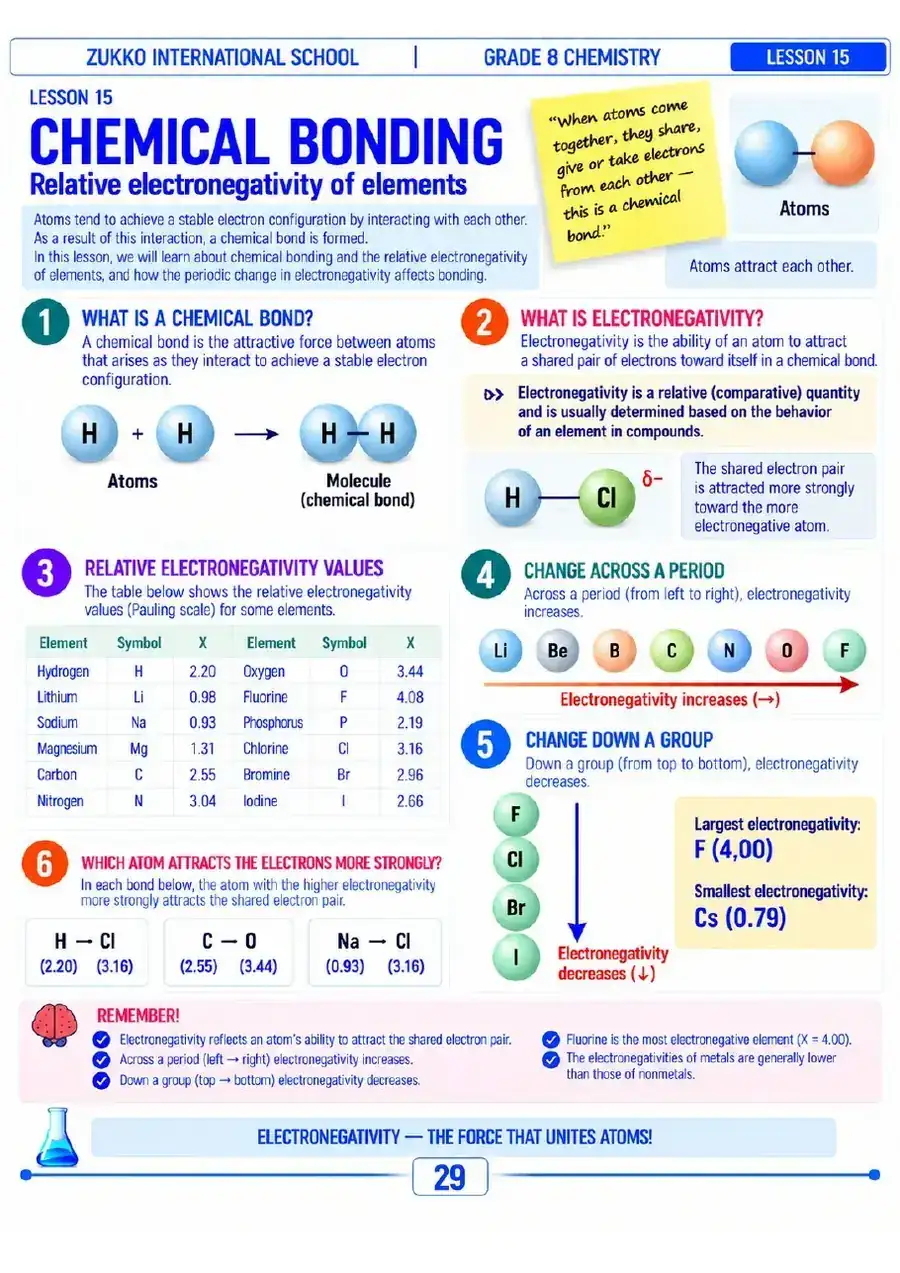 ZUKKO INTERNATIONAL SCHOOL | GRADE 8 CHEMISTRY
LESSON 15
LESSON 15
CHEMICAL BONDING
Relative electronegativity of elements
Atoms tend to achieve a stable electron configuration by interacting with each other.
As a result of this interaction, a chemical bond is formed.
In this lesson, we will learn about chemical bonding and the relative electronegativity
of elements, and how the periodic change in electronegativity affects bonding.
"When atoms come
together, they share,
give or take electrons
from each other —
this is a chemical
bond."
Atoms
Atoms attract each other.
1
WHAT IS A CHEMICAL BOND?
A chemical bond is the attractive force between atoms
that arises as they interact to achieve a stable electron
configuration.
H + H → H — H
Atoms
Molecule
(chemical bond)
2
WHAT IS ELECTRONEGATIVITY?
Electronegativity is the ability of an atom to attract
a shared pair of electrons toward itself in a chemical bond.
Electronegativity is a relative (comparative) quantity
and is usually determined based on the behavior
of an element in compounds.
H — Cl δ−
The shared electron pair
is attracted more strongly
toward the more
electronegative atom.
3
RELATIVE ELECTRONEGATIVITY VALUES
The table below shows the relative electronegativity
values (Pauling scale) for some elements.
Element Symbol X Element Symbol X
Hydrogen H 2.20 Oxygen O 3.44
Lithium Li 0.98 Fluorine F 4.08
Sodium Na 0.93 Phosphorus P 2.19
Magnesium Mg 1.31 Chlorine Cl 3.16
Carbon C 2.55 Bromine Br 2.96
Nitrogen N 3.04 Iodine I 2.66
4
CHANGE ACROSS A PERIOD
Across a period (from left to right), electronegativity
increases.
Li Be B C N O F
Electronegativity increases (→)
5
CHANGE DOWN A GROUP
Down a group (from top to bottom), electronegativity
decreases.
F
Cl
Br
I
Electronegativity
decreases (↓)
Largest electronegativity:
F (4,00)
Smallest electronegativity:
Cs (0.79)
6
WHICH ATOM ATTRACTS THE ELECTRONS MORE STRONGLY?
In each bond below, the atom with the higher electronegativity
more strongly attracts the shared electron pair.
H → Cl
(2.20) (3.16)
C → O
(2.55) (3.44)
Na → Cl
(0.93) (3.16)
REMEMBER!
Electronegativity reflects an atom's ability to attract the shared electron pair.
Across a period (left → right) electronegativity increases.
Down a group (top → bottom) electronegativity decreases.
Fluorine is the most electronegative element (X = 4.00).
The electronegativities of metals are generally lower
than those of nonmetals.
ELECTRONEGATIVITY — THE FORCE THAT UNITES ATOMS!
29